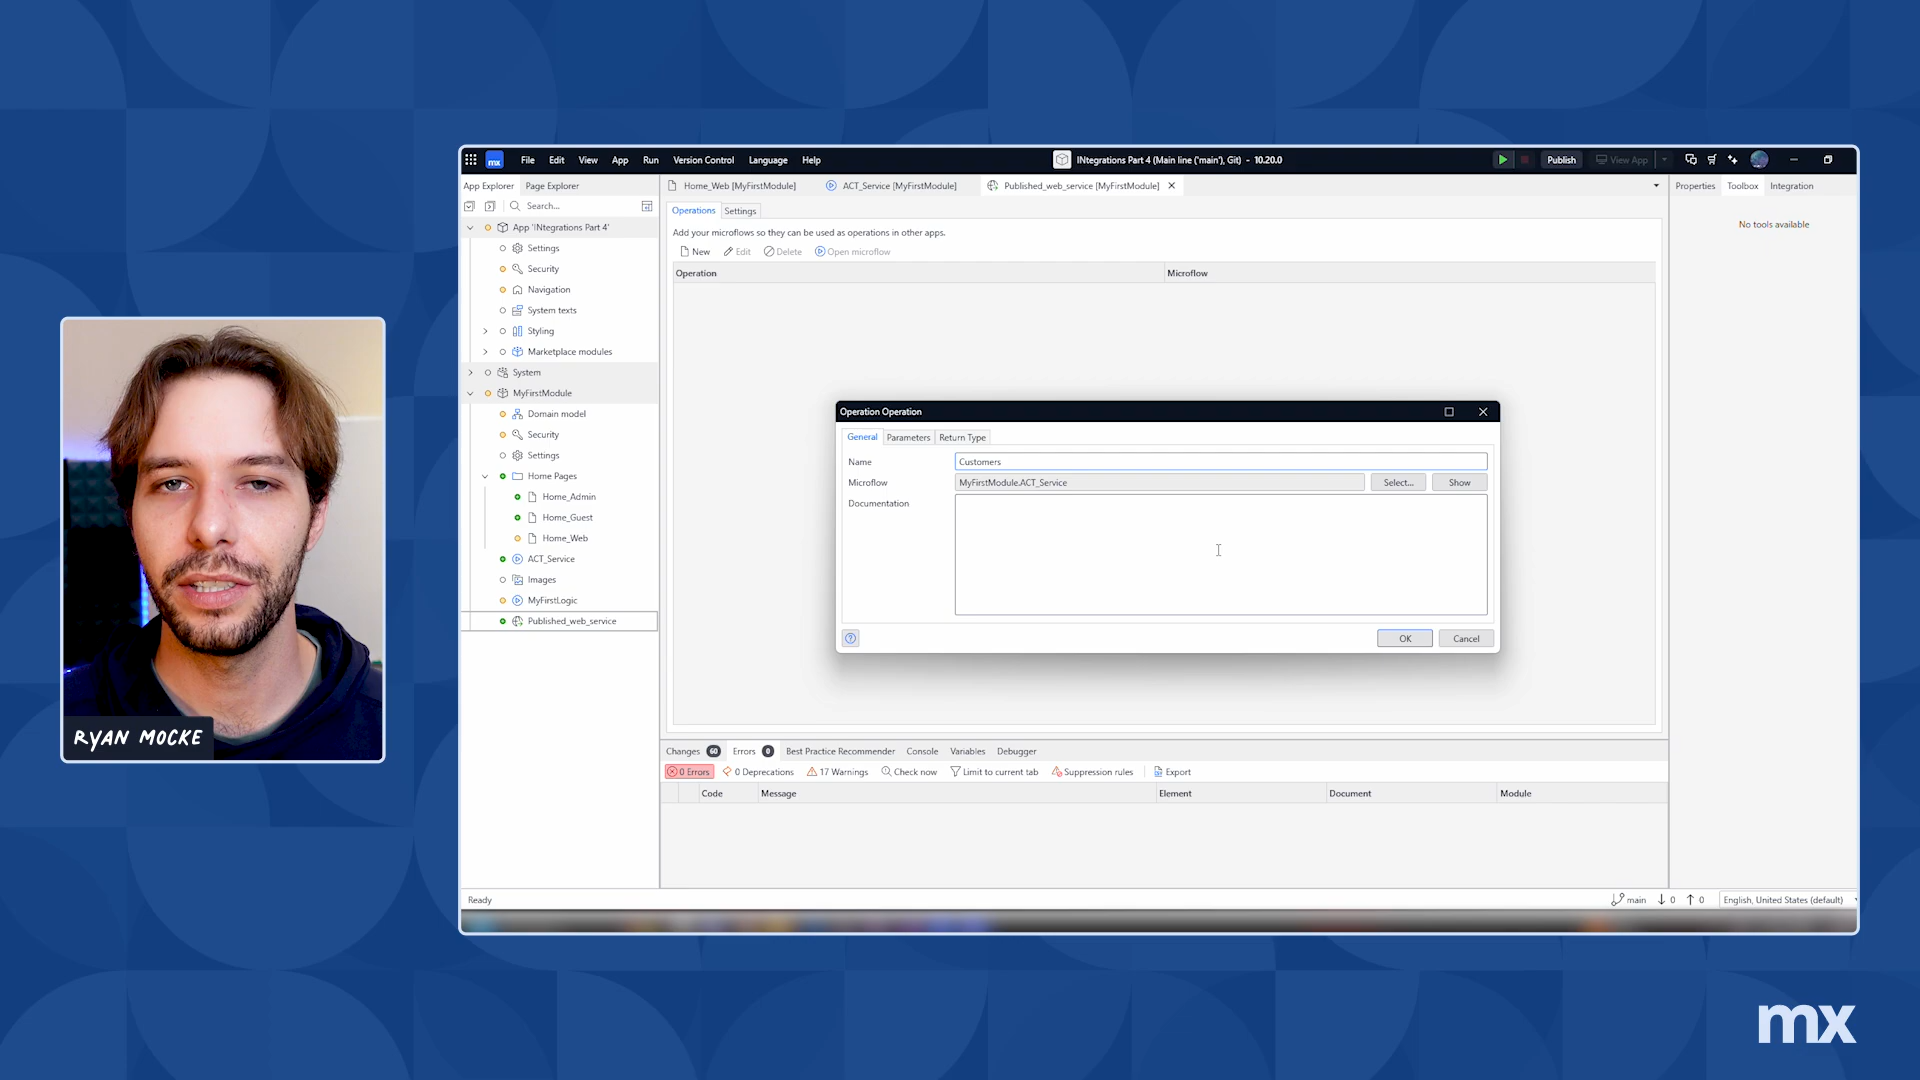 mx
File Edit View App Run Version Control Language Help
INtegrations Part 4 (Main line ('main'), Git) - 10.20.0
Publish
View App
App Explorer Page Explorer
Home_Web [MyFirstModule]
ACT_Service [MyFirstModule]
Published_web_service [MyFirstModule]
Properties Toolbox Integration
Search...
Operations Settings
No tools available
App 'INtegrations Part 4'
Add your microflows so they can be used as operations in other apps.
Settings
New Edit Delete Open microflow
Security
Operation Microflow
Navigation
System texts
Styling
Marketplace modules
System
MyFirstModule
Domain model
Security
Settings
Home Pages
Home_Admin
Home_Guest
Home_Web
ACT_Service
Images
MyFirstLogic
Published_web_service
Operation Operation
General Parameters Return Type
Name Customers
Microflow MyFirstModule.ACT_Service Select... Show
Documentation
OK Cancel
RYAN MOCKE
Changes 60 Errors 0 Best Practice Recommender Console Variables Debugger
0 Errors 0 Deprecations 17 Warnings Check now Limit to current tab Suppression rules Export
Code Message Element Document Module
Ready
main 0 0 English, United States (default)
mx